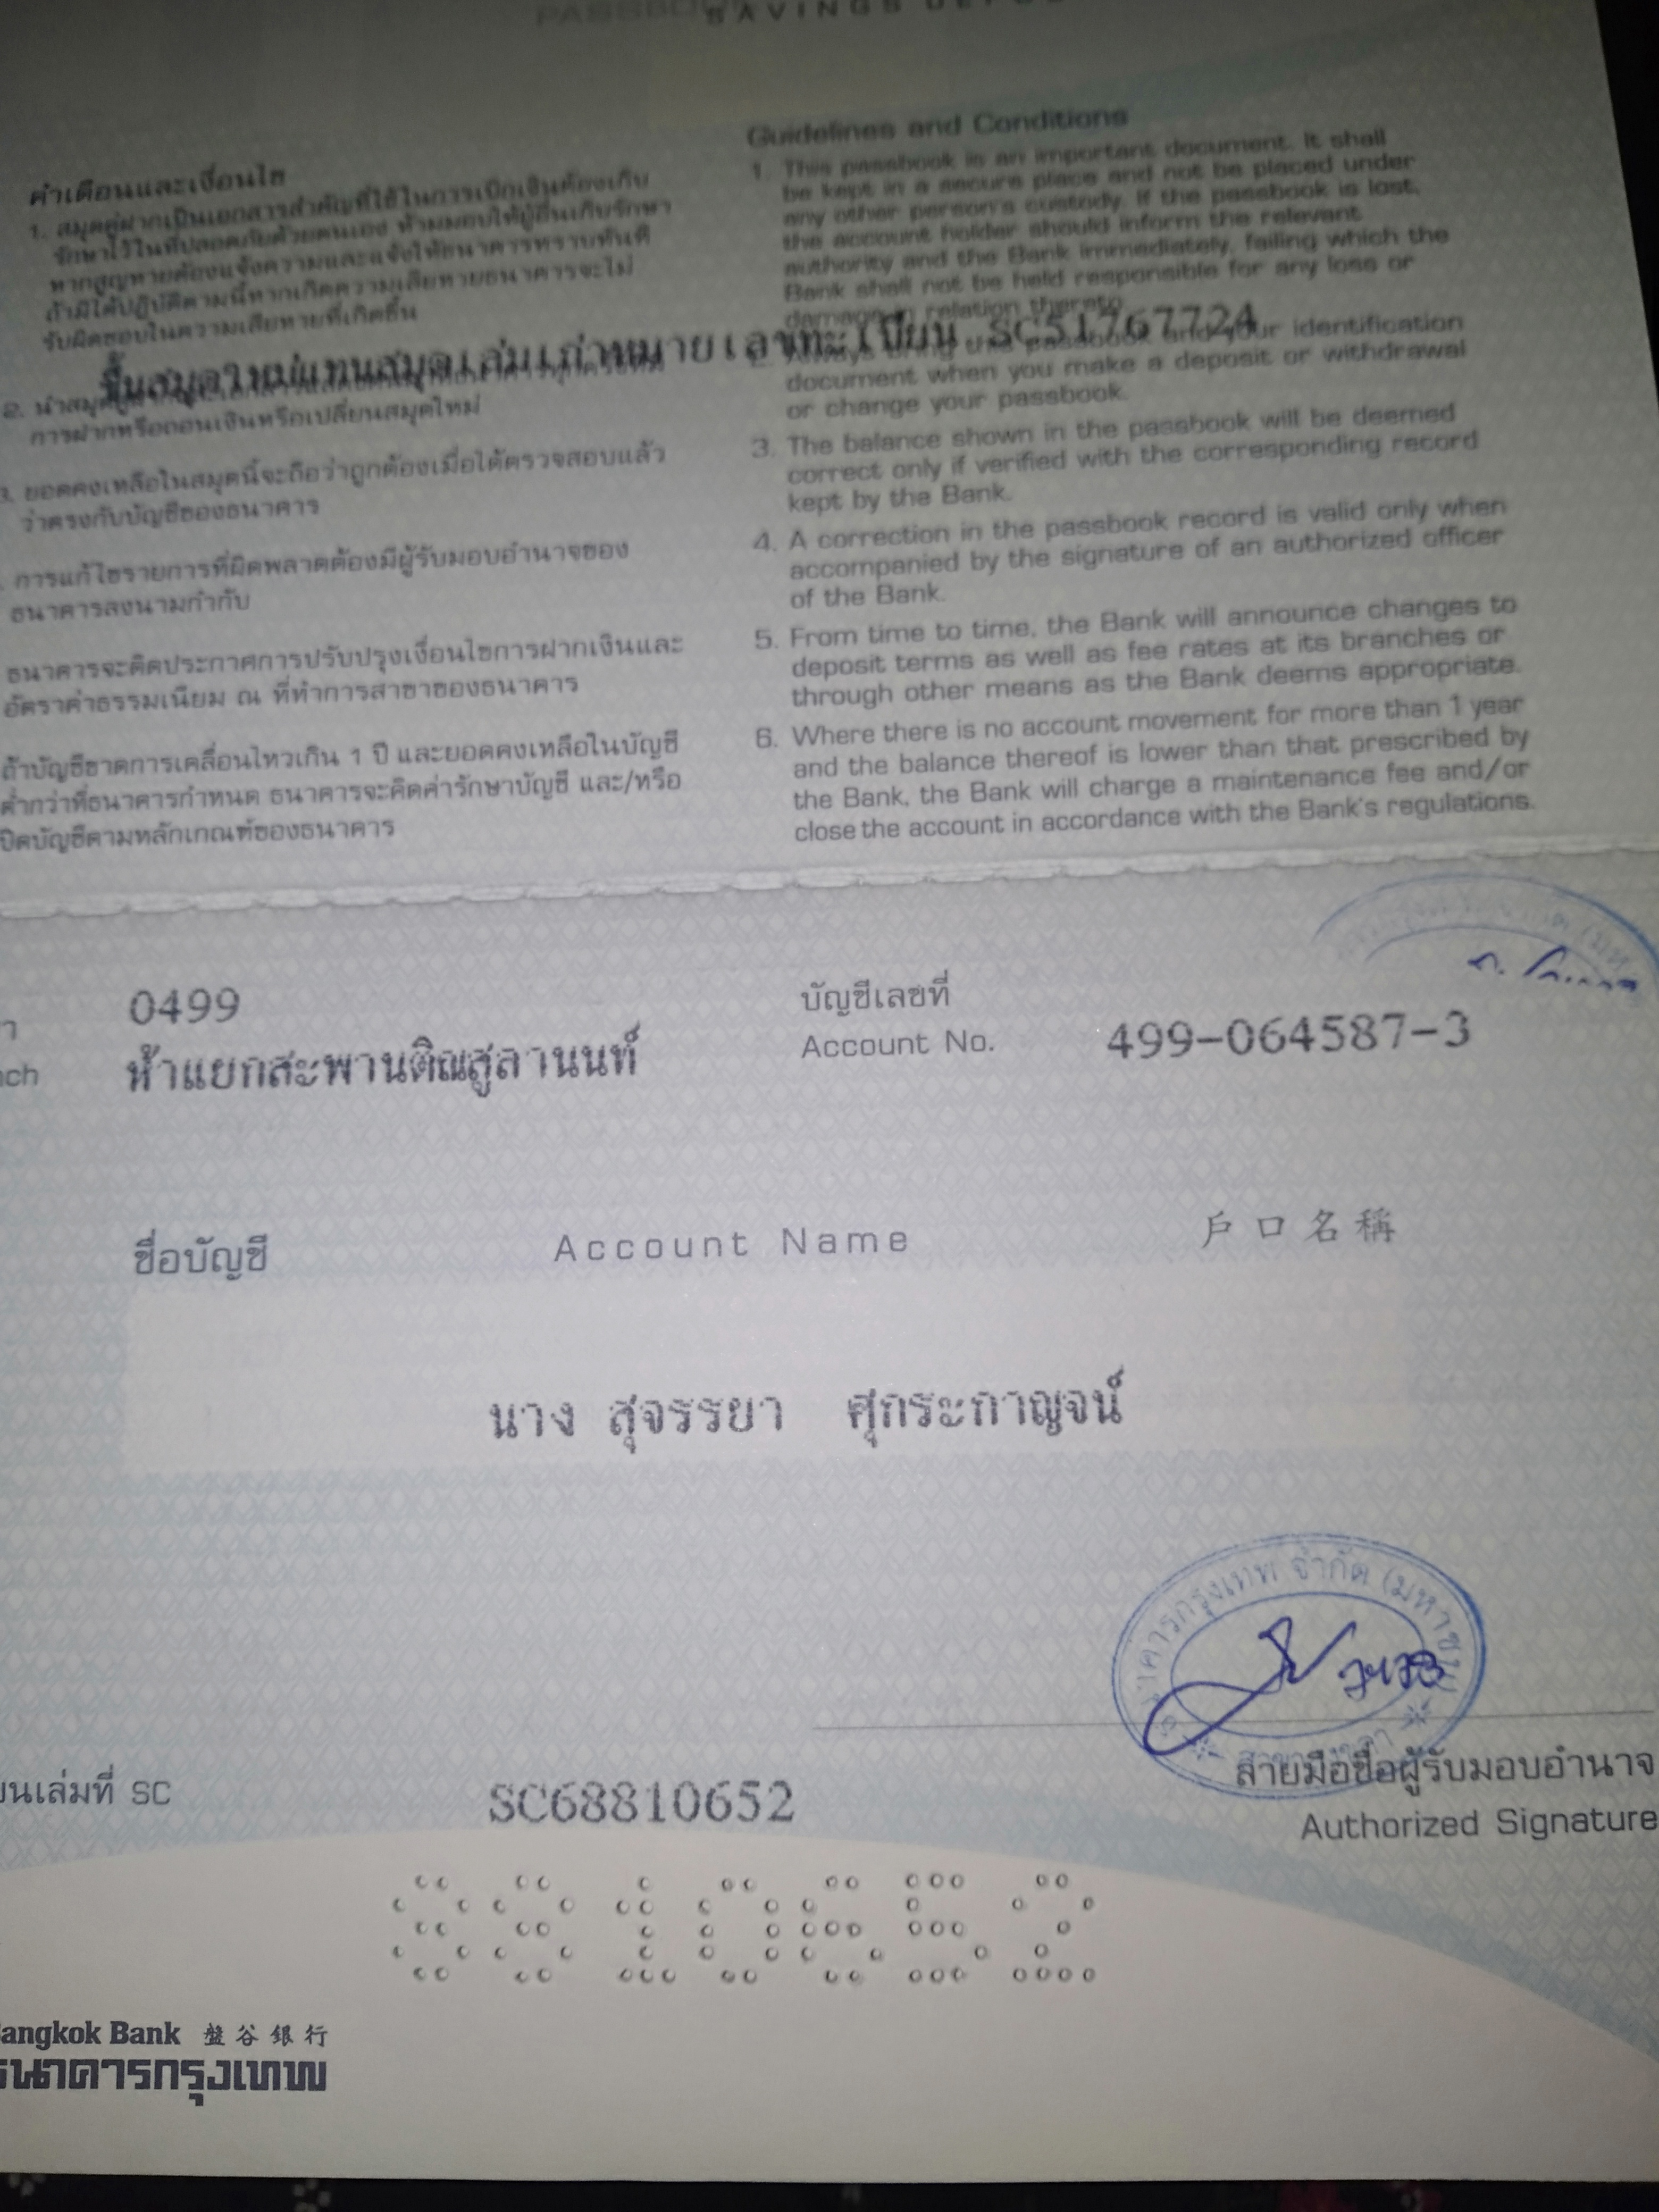 PASSBOOK
SAVINGS
คำเตือนและเงื่อนไข
1. สมุดคู่ฝากเป็นเอกสารสำคัญที่ใช้ในการเบิกเงินต้องเก็บ
รักษาไว้ในที่ปลอดภัยด้วยตนเอง ห้ามมอบให้ผู้อื่นเก็บรักษา
หากสูญหายต้องแจ้งความและแจ้งให้ธนาคารทราบทันที
ถ้ามิได้ปฏิบัติตามนี้หากเกิดความเสียหายธนาคารจะไม่
รับผิดชอบในความเสียหายที่เกิดขึ้น
ขึ้นสมุดใหม่แทนสมุดเล่มเก่าหมายเลขทะเบียน SC51767724
2. นำสมุดคู่ฝาก
การฝากหรือถอนเงินหรือเปลี่ยนสมุดใหม่
3. ยอดคงเหลือในสมุดนี้จะถือว่าถูกต้องเมื่อได้ตรวจสอบแล้ว
ว่าตรงกับบัญชีของธนาคาร
การแก้ไขรายการที่ผิดพลาดต้องมีผู้รับมอบอำนาจของ
ธนาคารลงนามกำกับ
ธนาคารจะติดประกาศการปรับปรุงเงื่อนไขการฝากเงินและ
อัตราค่าธรรมเนียม ณ ที่ทำการสาขาของธนาคาร
ถ้าบัญชีขาดการเคลื่อนไหวเกิน 1 ปี และยอดคงเหลือในบัญชี
ต่ำกว่าที่ธนาคารกำหนด ธนาคารจะคิดค่ารักษาบัญชี และ/หรือ
ปิดบัญชีตามหลักเกณฑ์ของธนาคาร
Guidelines and Conditions
1. This passbook is an important document. It shall
be kept in a secure place and not be placed under
any other person's custody. If the passbook is lost,
the account holder should inform the relevant
authority and the Bank immediately, failing which the
Bank shall not be held responsible for any loss or
damage in relation thereto.
2. Always bring this passbook and your identification
document when you make a deposit or withdrawal
or change your passbook.
3. The balance shown in the passbook will be deemed
correct only if verified with the corresponding record
kept by the Bank.
4. A correction in the passbook record is valid only when
accompanied by the signature of an authorized officer
of the Bank.
5. From time to time, the Bank will announce changes to
deposit terms as well as fee rates at its branches or
through other means as the Bank deems appropriate.
6. Where there is no account movement for more than 1 year
and the balance thereof is lower than that prescribed by
the Bank, the Bank will charge a maintenance fee and/or
close the account in accordance with the Bank's regulations.
0499
ห้าแยกสะพานติณสูลานนท์
บัญชีเลขที่
Account No. 499-064587-3
ชื่อบัญชี Account Name 戶口名稱
นาง สุจรรยา ศุกระกาญจน์
ธนาคารกรุงเทพ จำกัด (มหาชน)
ยนเล่มที่ SC SC68810652
ลายมือชื่อผู้รับมอบอำนาจ
Authorized Signature
8810652
Bangkok Bank 盤谷銀行
ธนาคารกรุงเทพ